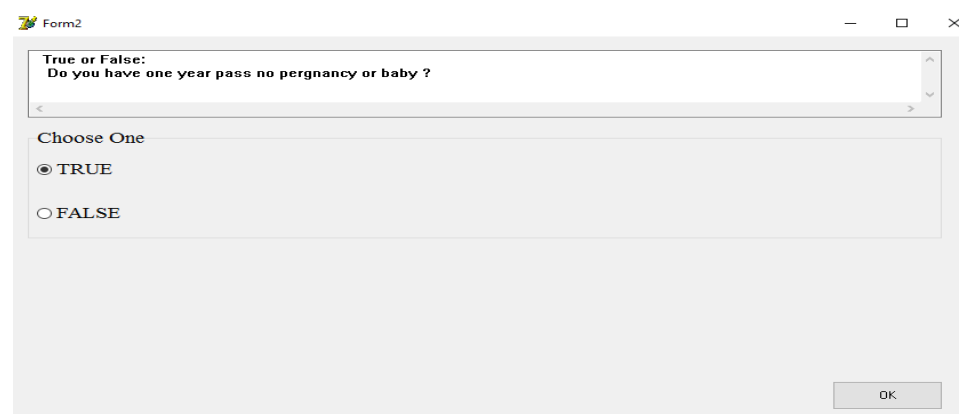 Form2
True or False:
Do you have one year pass no pergnancy or baby ?
Choose One
TRUE
FALSE
OK